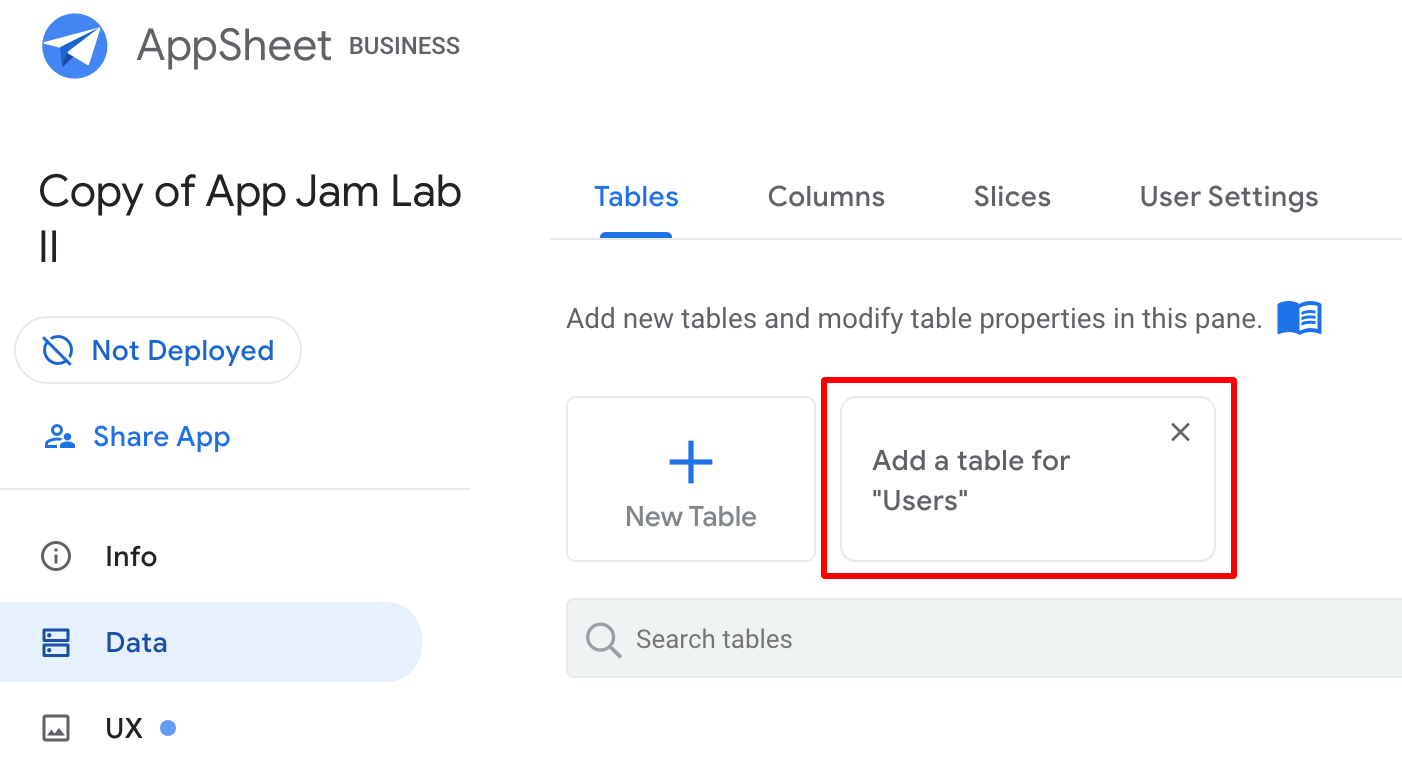 AppSheet BUSINESS
Copy of App Jam Lab
II
Not Deployed
Share App
Info
Data
UX
Tables Columns Slices User Settings
Add new tables and modify table properties in this pane.
New Table
Add a table for
"Users"
Search tables